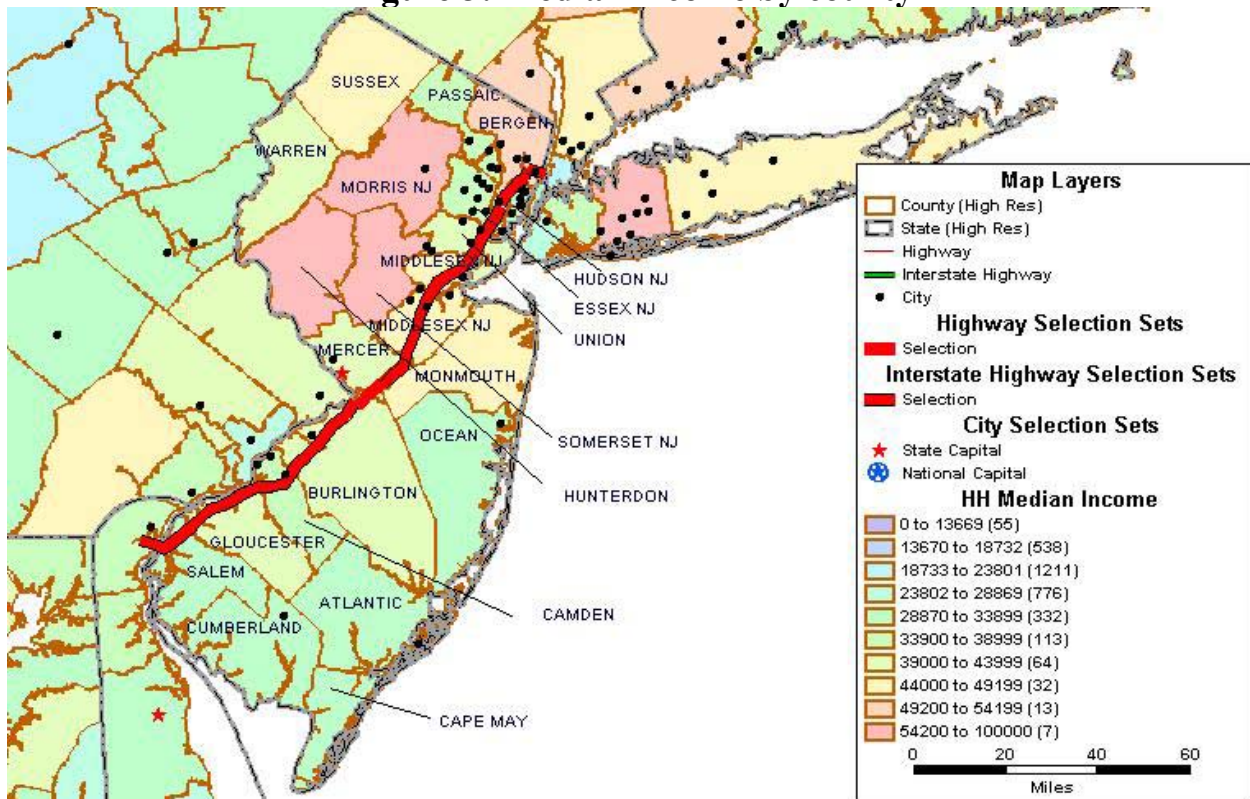 SUSSEX
PASSAIC
BERGEN
WARREN
MORRIS NJ
MIDDLESEX NJ
HUDSON NJ
ESSEX NJ
UNION
MIDDLESEX NJ
MERCER
MONMOUTH
OCEAN
SOMERSET NJ
HUNTERDON
BURLINGTON
GLOUCESTER
SALEM
ATLANTIC
CAMDEN
CUMBERLAND
CAPE MAY
Map Layers
County (High Res)
State (High Res)
Highway
Interstate Highway
City
Highway Selection Sets
Selection
Interstate Highway Selection Sets
Selection
City Selection Sets
State Capital
National Capital
HH Median Income
0 to 13669 (55)
13670 to 18732 (538)
18733 to 23801 (1211)
23802 to 28869 (776)
28870 to 33899 (332)
33900 to 38999 (113)
39000 to 43999 (64)
44000 to 49199 (32)
49200 to 54199 (13)
54200 to 100000 (7)
0 20 40 60
Miles